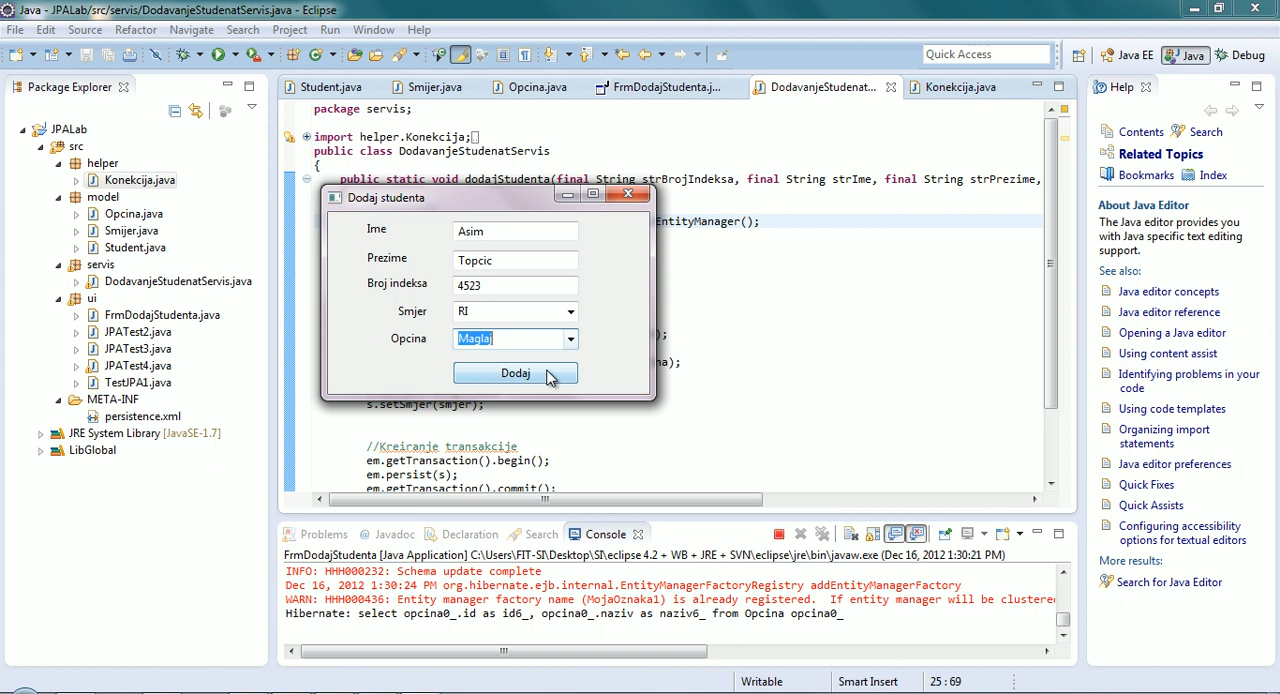 Java - JPALab/src/servis/DodavanjeStudenatServis.java - Eclipse
File Edit Source Refactor Navigate Search Project Run Window Help
Quick Access
Java EE
Java
Debug
Package Explorer
JPALab
src
helper
Konekcija.java
model
Opcina.java
Smijer.java
Student.java
servis
DodavanjeStudenatServis.java
ui
FrmDodajStudenta.java
JPATest2.java
JPATest3.java
JPATest4.java
TestJPA1.java
META-INF
persistence.xml
JRE System Library [JavaSE-1.7]
LibGlobal
Student.java
Smijer.java
Opcina.java
FrmDodajStudenta.j...
DodavanjeStudenat...
Konekcija.java
package servis;
import helper.Konekcija;
public class DodavanjeStudenatServis
{
public static void dodajStudenta(final String strBrojIndeksa, final String strIme, final String strPrezime,
EntityManager();
);
na);
s.setSmjer(smjer);
//Kreiranje transakcije
em.getTransaction().begin();
em.persist(s);
em.getTransaction().commit();
Dodaj studenta
Ime
Asim
Prezime
Topcic
Broj indeksa
4523
Smjer
RI
Opcina
Maglaj
Dodaj
Problems
@ Javadoc
Declaration
Search
Console
FrmDodajStudenta [Java Application] C:\Users\FIT-SI\Desktop\SI\eclipse 4.2 + WB + JRE + SVN\eclipse\jre\bin\javaw.exe (Dec 16, 2012 1:30:21 PM)
INFO: HHH000232: Schema update complete
Dec 16, 2012 1:30:24 PM org.hibernate.ejb.internal.EntityManagerFactoryRegistry addEntityManagerFactory
WARN: HHH000436: Entity manager factory name (MojaOznaka1) is already registered. If entity manager will be clustere
Hibernate: select opcina0_.id as id6_, opcina0_.naziv as naziv6_ from Opcina opcina0_
Help
Contents
Search
Related Topics
Bookmarks
Index
About Java Editor
The Java editor provides you
with Java specific text editing
support.
See also:
Java editor concepts
Java editor reference
Opening a Java editor
Using content assist
Identifying problems in your
code
Using code templates
Organizing import
statements
Java editor preferences
Quick Fixes
Quick Assists
Configuring accessibility
options for textual editors
More results:
Search for Java Editor
Writable
Smart Insert
25 : 69